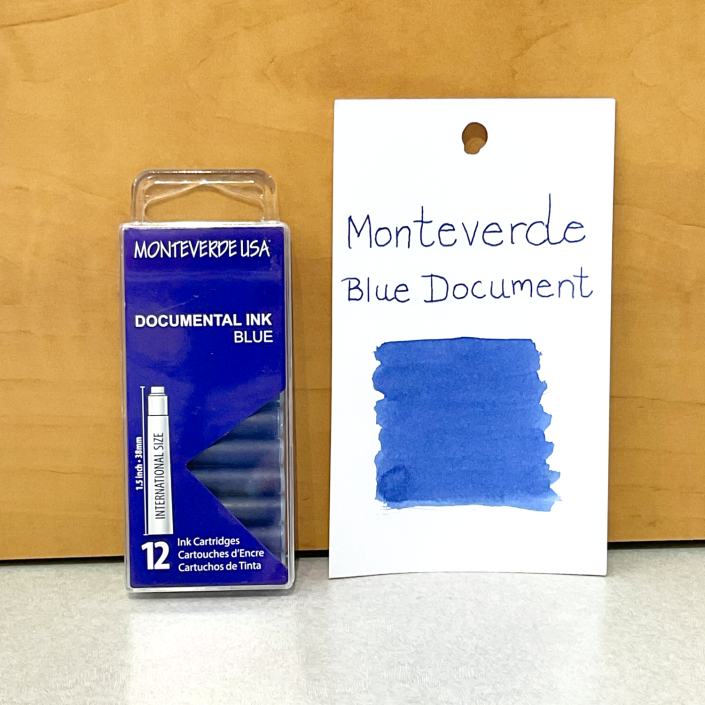 MONTEVERDE USA
DOCUMENTAL INK
BLUE
1.5 inch • 38mm
INTERNATIONAL SIZE
12
Ink Cartridges
Cartouches d'Encre
Cartuchos de Tinta
Monteverde
Blue Document